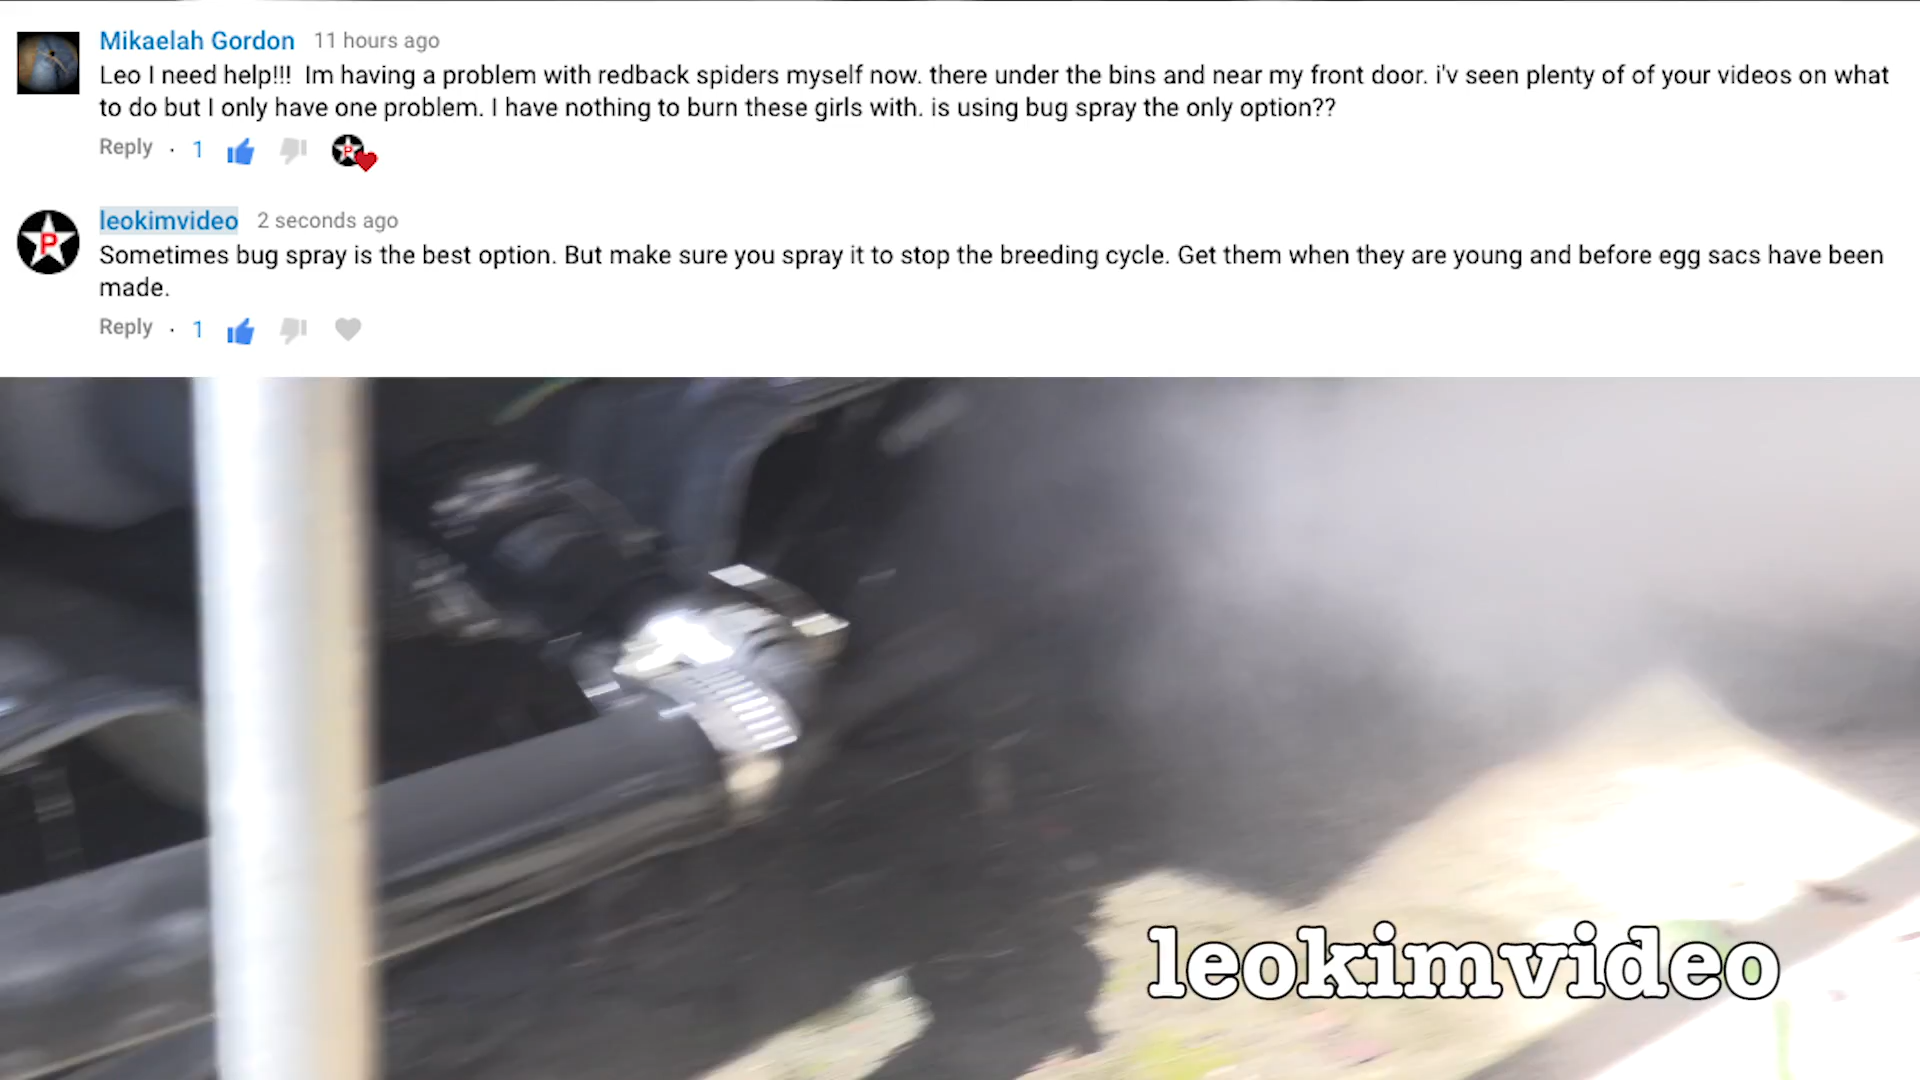 Mikaelah Gordon 11 hours ago
Leo I need help!!! Im having a problem with redback spiders myself now. there under the bins and near my front door. i'v seen plenty of of your videos on what
to do but I only have one problem. I have nothing to burn these girls with. is using bug spray the only option??
Reply · 1
P
leokimvideo 2 seconds ago
P
Sometimes bug spray is the best option. But make sure you spray it to stop the breeding cycle. Get them when they are young and before egg sacs have been
made.
Reply · 1
leokimvideo